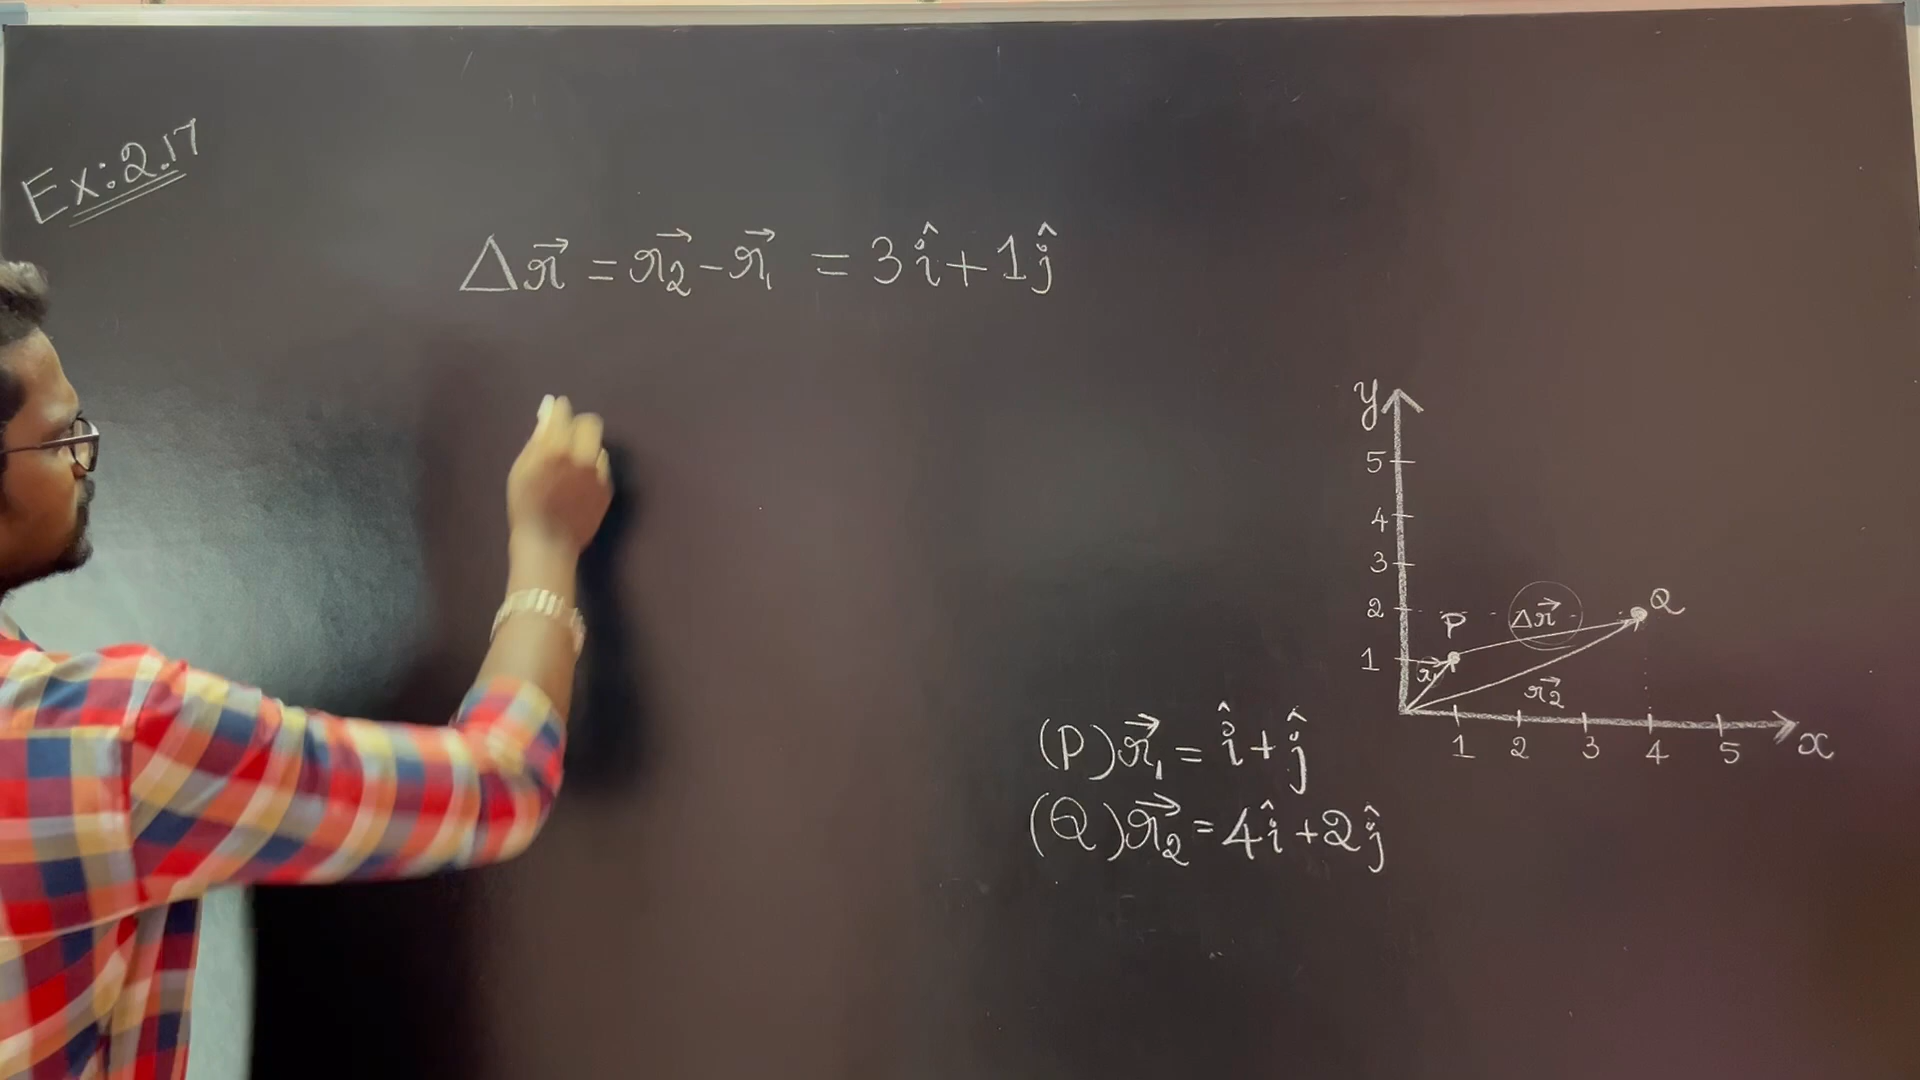 Ex:2.17
Δr⃗ = r⃗₂ - r⃗₁ = 3î + 1ĵ
y
5
4
3
2
1
P
Δr⃗
Q
r⃗₁
r⃗₂
1 2 3 4 5 x
(P) r⃗₁ = î + ĵ
(Q) r⃗₂ = 4î + 2ĵ